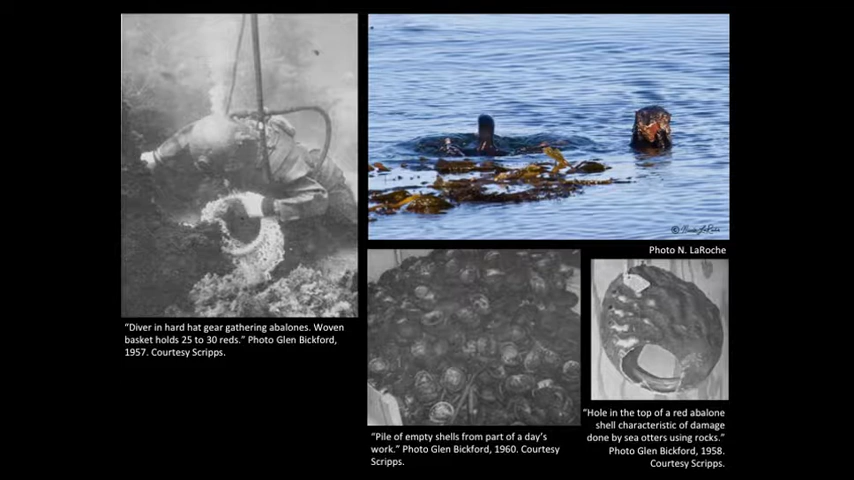 Photo N. LaRoche
"Diver in hard hat gear gathering abalones. Woven
basket holds 25 to 30 reds." Photo Glen Bickford,
1957. Courtesy Scripps.
"Pile of empty shells from part of a day's
work." Photo Glen Bickford, 1960. Courtesy
Scripps.
"Hole in the top of a red abalone
shell characteristic of damage
done by sea otters using rocks."
Photo Glen Bickford, 1958.
Courtesy Scripps.